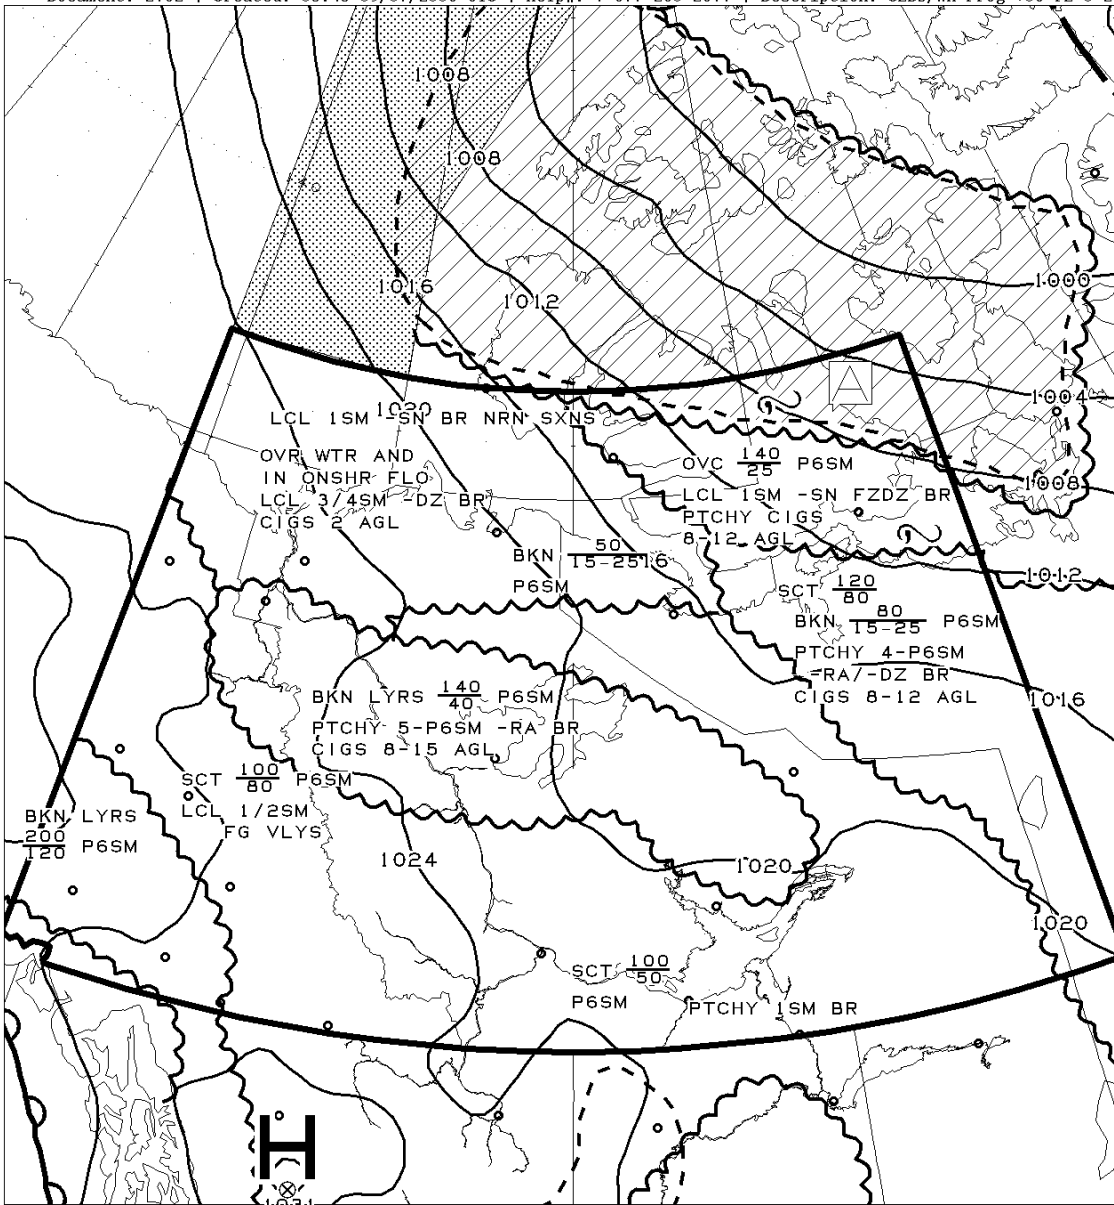 1008
1008
1016
1012
1000
A
1004
1020
LCL 1SM -SN BR NRN SXNS
OVR WTR AND
IN ONSHR FLO
LCL 3/4SM -DZ BR
CIGS 2 AGL
OVC 140/25 P6SM
LCL 1SM -SN FZDZ BR
PTCHY CIGS
8-12 AGL
1008
BKN 50/15-25
P6SM
16
1012
SCT 120/80
BKN 80/15-25 P6SM
PTCHY 4-P6SM
-RA/-DZ BR
CIGS 8-12 AGL
1016
BKN LYRS 140/40 P6SM
PTCHY 5-P6SM -RA BR
CIGS 8-15 AGL
SCT 100/80 P6SM
LCL 1/2SM
FG VLYS
BKN LYRS
200/120 P6SM
1024
1020
1020
SCT 100/50
P6SM
PTCHY 1SM BR
H
1031